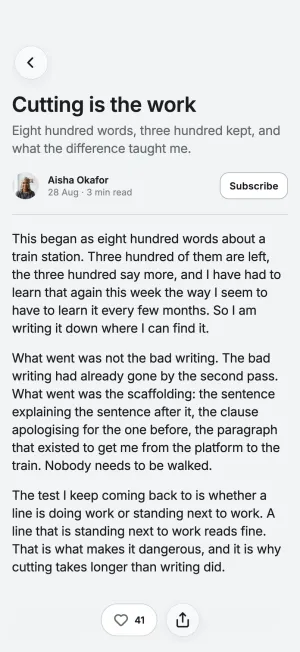 Cutting is the work
Eight hundred words, three hundred kept, and
what the difference taught me.
Aisha Okafor
28 Aug · 3 min read
Subscribe
This began as eight hundred words about a
train station. Three hundred of them are left,
the three hundred say more, and I have had to
learn that again this week the way I seem to
have to learn it every few months. So I am
writing it down where I can find it.
What went was not the bad writing. The bad
writing had already gone by the second pass.
What went was the scaffolding: the sentence
explaining the sentence after it, the clause
apologising for the one before, the paragraph
that existed to get me from the platform to the
train. Nobody needs to be walked.
The test I keep coming back to is whether a
line is doing work or standing next to work. A
line that is standing next to work reads fine.
That is what makes it dangerous, and it is why
cutting takes longer than writing did.
41